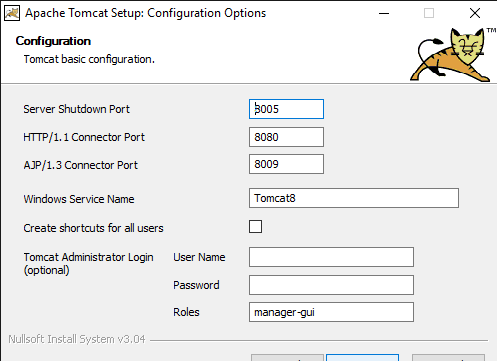 Apache Tomcat Setup: Configuration Options
Configuration
Tomcat basic configuration.
TM
Server Shutdown Port 8005
HTTP/1.1 Connector Port 8080
AJP/1.3 Connector Port 8009
Windows Service Name Tomcat8
Create shortcuts for all users
Tomcat Administrator Login User Name
(optional)
Password
Roles manager-gui
Nullsoft Install System v3.04